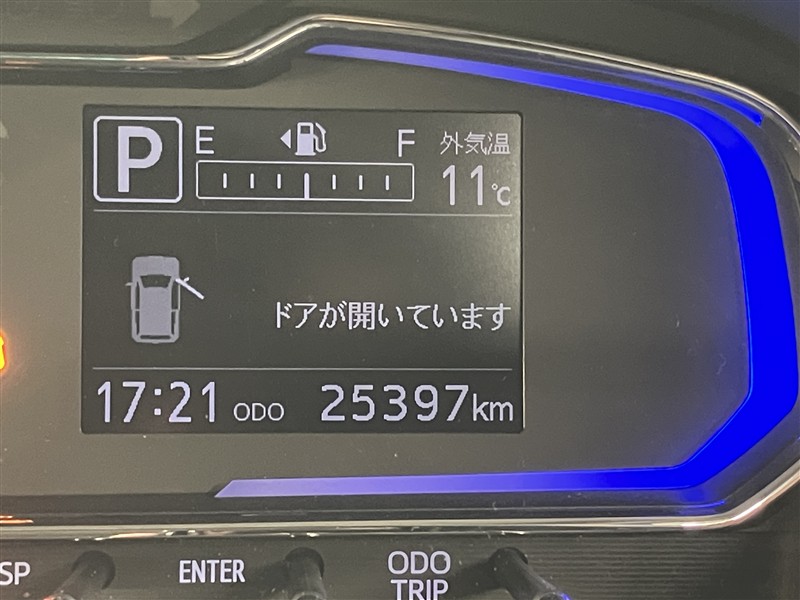 P E F 外気温
11℃
ドアが開いています
17:21 ODO 25397km
SP ENTER ODO
TRIP